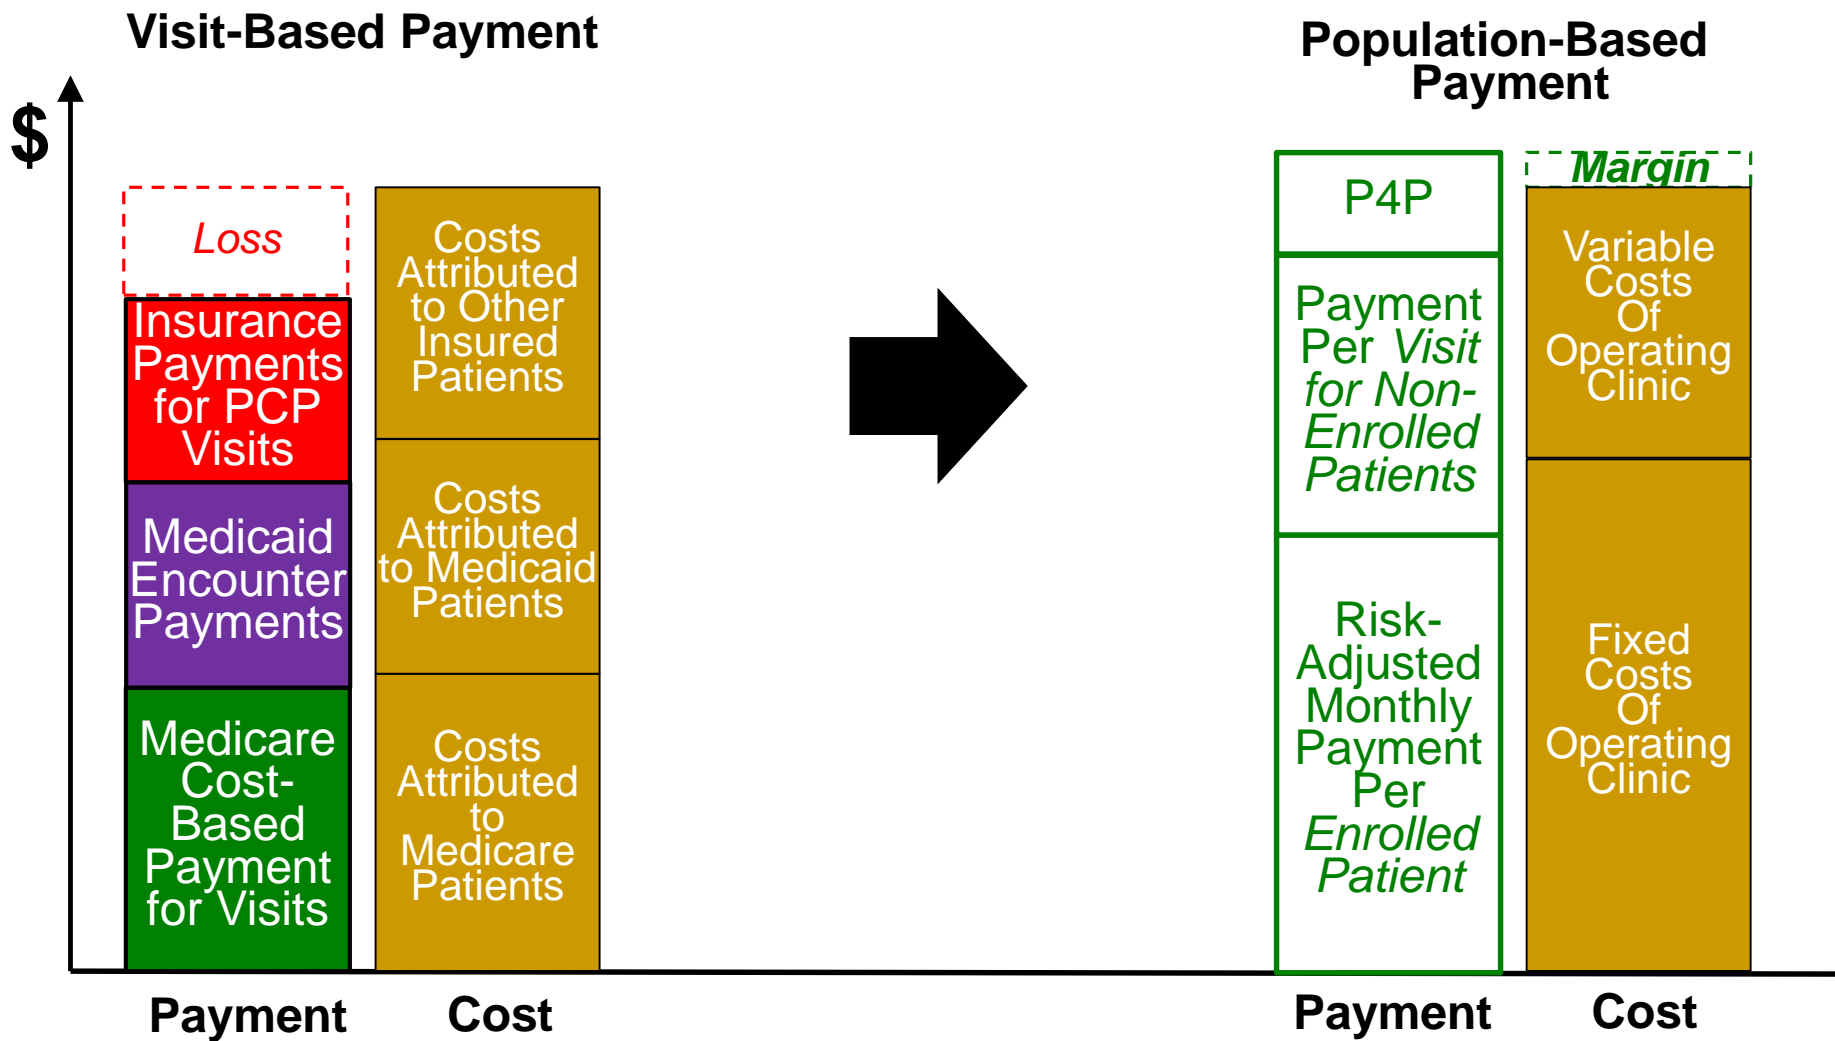 Visit-Based Payment
$
Loss
Insurance
Payments
for PCP
Visits
Medicaid
Encounter
Payments
Medicare
Cost-
Based
Payment
for Visits
Payment
Costs
Attributed
to Other
Insured
Patients
Costs
Attributed
to Medicaid
Patients
Costs
Attributed
to
Medicare
Patients
Cost
Population-Based
Payment
P4P
Payment
Per Visit
for Non-
Enrolled
Patients
Risk-
Adjusted
Monthly
Payment
Per
Enrolled
Patient
Payment
Margin
Variable
Costs
Of
Operating
Clinic
Fixed
Costs
Of
Operating
Clinic
Cost